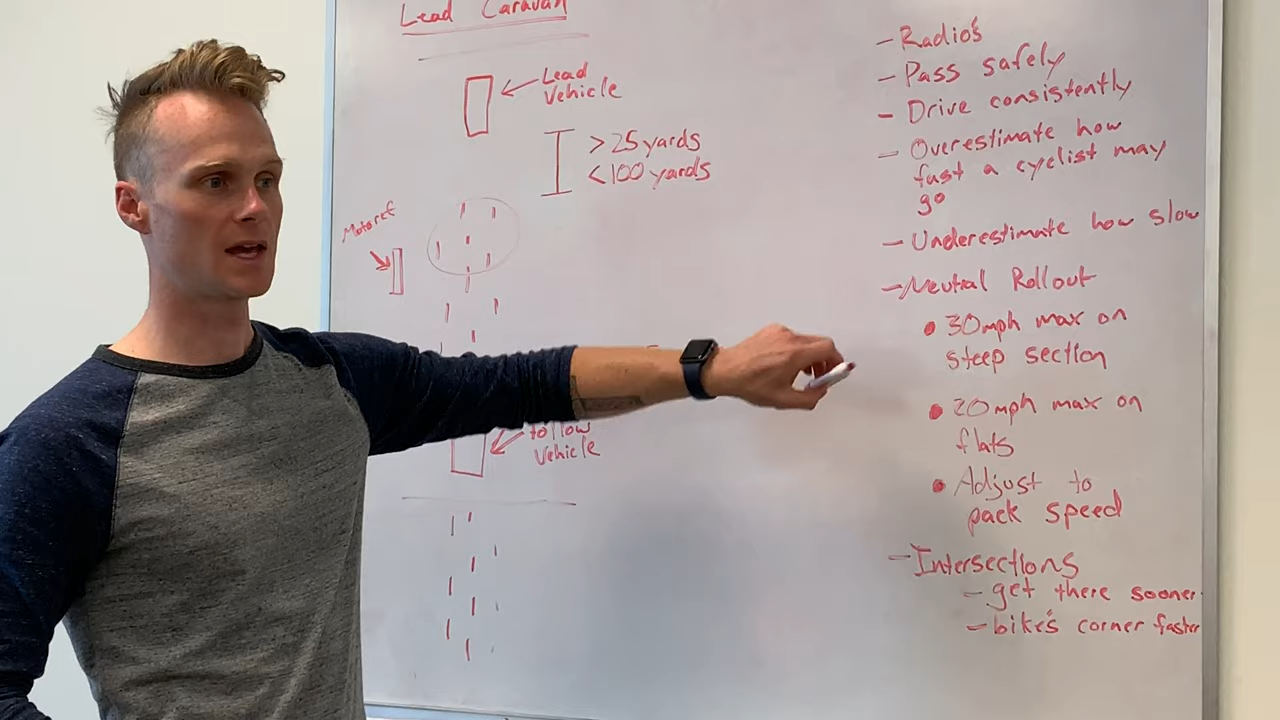 Lead Caravan
Lead
Vehicle
> 25 yards
< 100 yards
Motoref
follow
Vehicle
- Radio's
- Pass safely
- Drive consistently
- Overestimate how
fast a cyclist may
go
- Underestimate how slow
- Neutral Rollout
• 30mph max on
steep section
• 20mph max on
flats
• Adjust to
pack speed
- Intersections
- get there sooner
- bike's corner faster